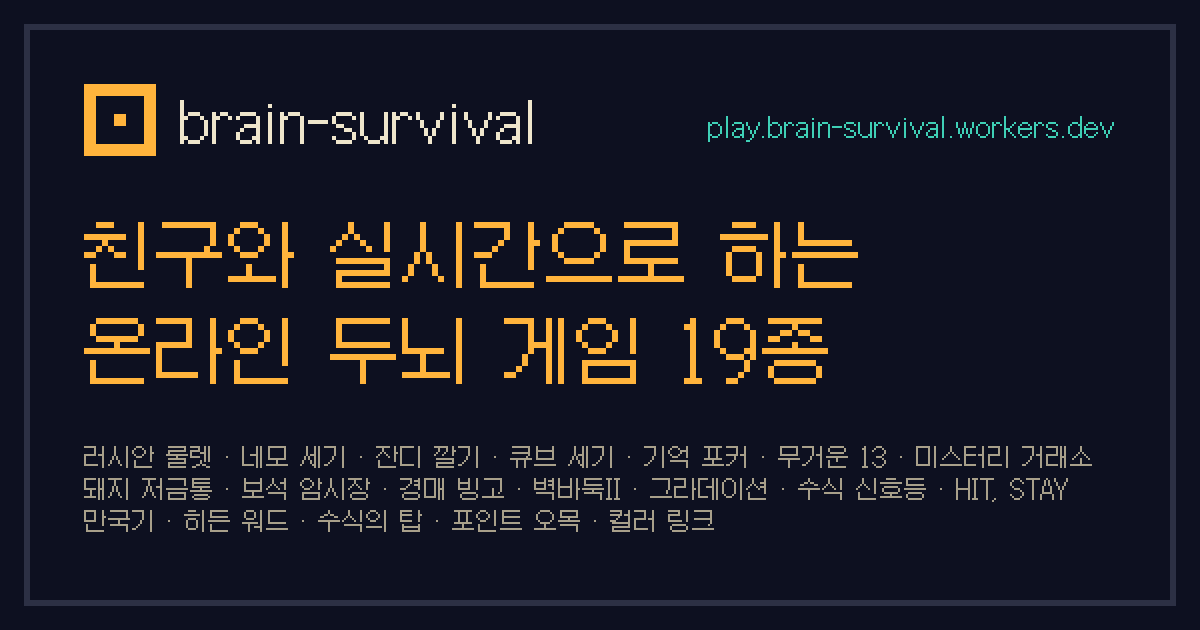 brain-survival
play.brain-survival.workers.dev
친구와 실시간으로 하는
온라인 두뇌 게임 19종
러시안 룰렛 · 네모 세기 · 잔디 깔기 · 큐브 세기 · 기억 포커 · 무거운 13 · 미스터리 거래소
돼지 저금통 · 보석 암시장 · 경매 빙고 · 벽바둑II · 그라데이션 · 수식 신호등 · HIT, STAY
만국기 · 히든 워드 · 수식의 탑 · 포인트 오목 · 컬러 링크